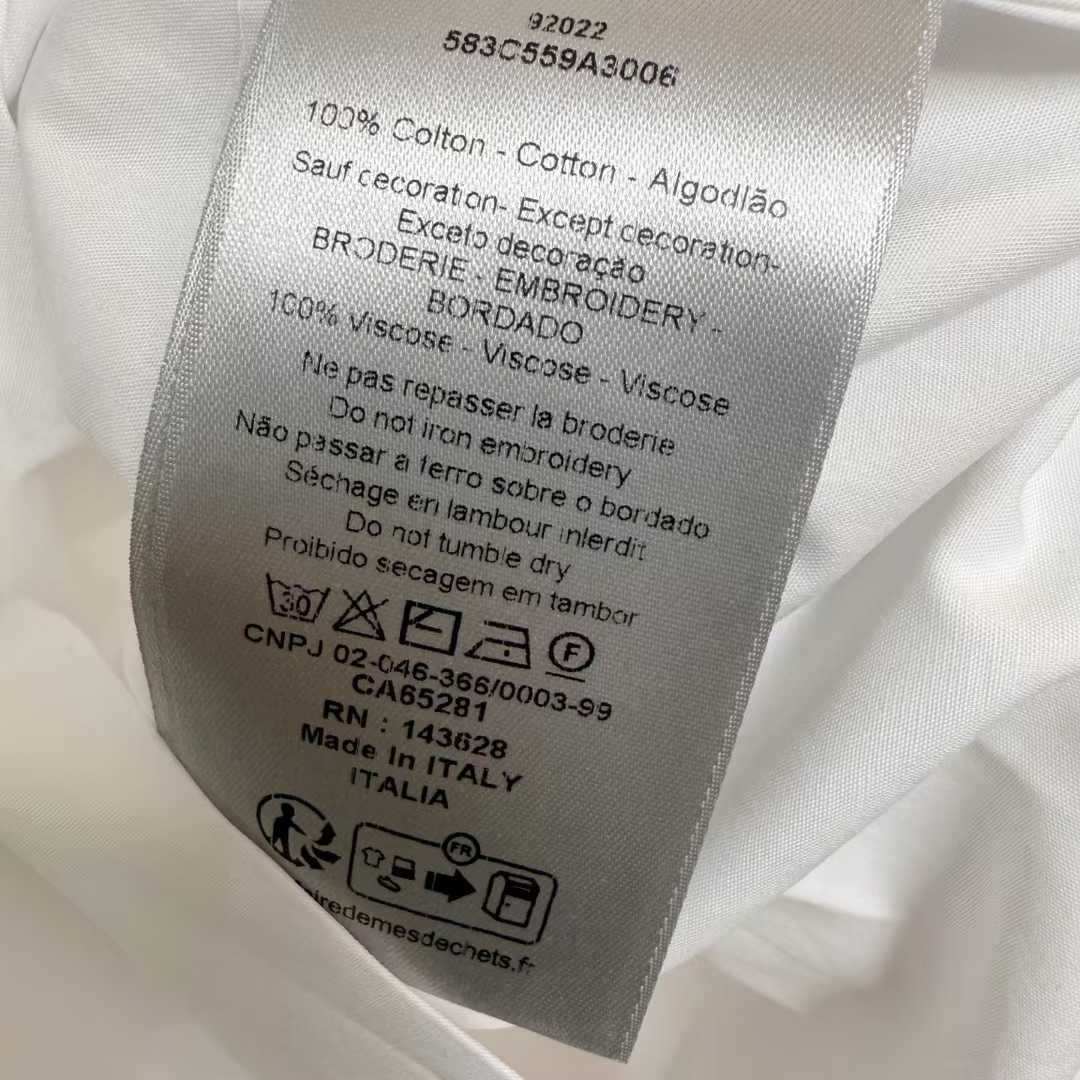 92022
583C559A3006
100% Colton - Cotton - Algodlão
Sauf cecoration- Except cecoration-
Exceto decoração
BRODERIE - EMBROIDERY -
BORDADO
100% Viscose - Viscose - Viscose
Ne pas repasser la broderie
Do not iron embroidery
Não passar a ferro sobre o bordado
Séchage en lambour inlerdit
Do not tumble dry
Proibido secagem em tambor
30
F
CNPJ 02-046-366/0003-99
CA65281
RN : 143628
Made In ITALY
ITALIA
FR
iredemesdechets.fr